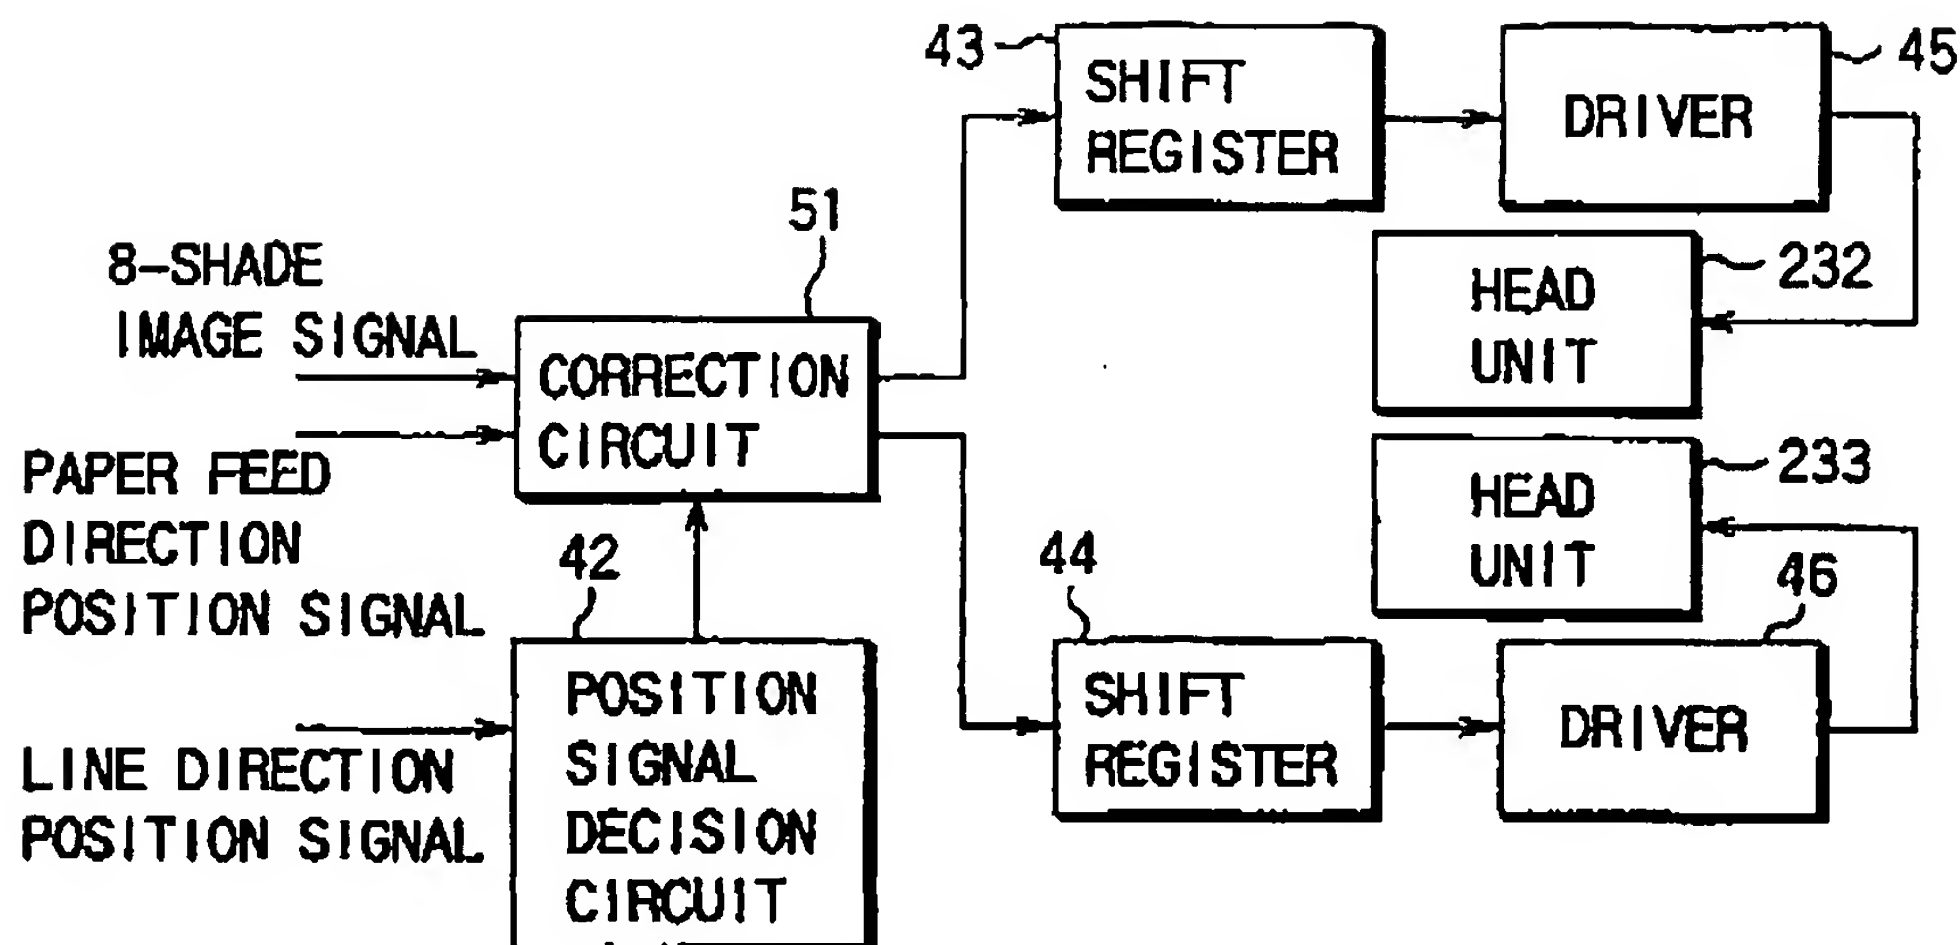 43
SHIFT
REGISTER
45
DRIVER
51
8-SHADE
IMAGE SIGNAL
232
HEAD
UNIT
CORRECTION
CIRCUIT
PAPER FEED
DIRECTION
POSITION SIGNAL
233
HEAD
UNIT
42
44
46
POSITION
SIGNAL
DECISION
CIRCUIT
SHIFT
REGISTER
DRIVER
LINE DIRECTION
POSITION SIGNAL